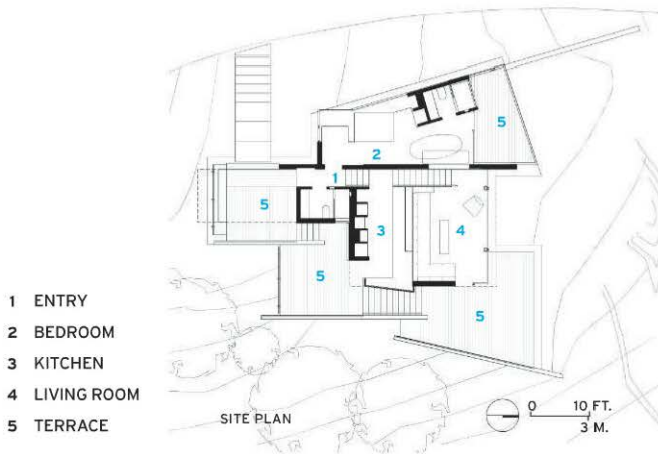 5
2
1
5
3
4
5
5
1 ENTRY
2 BEDROOM
3 KITCHEN
4 LIVING ROOM
5 TERRACE
SITE PLAN
0 10 FT.
3 M.